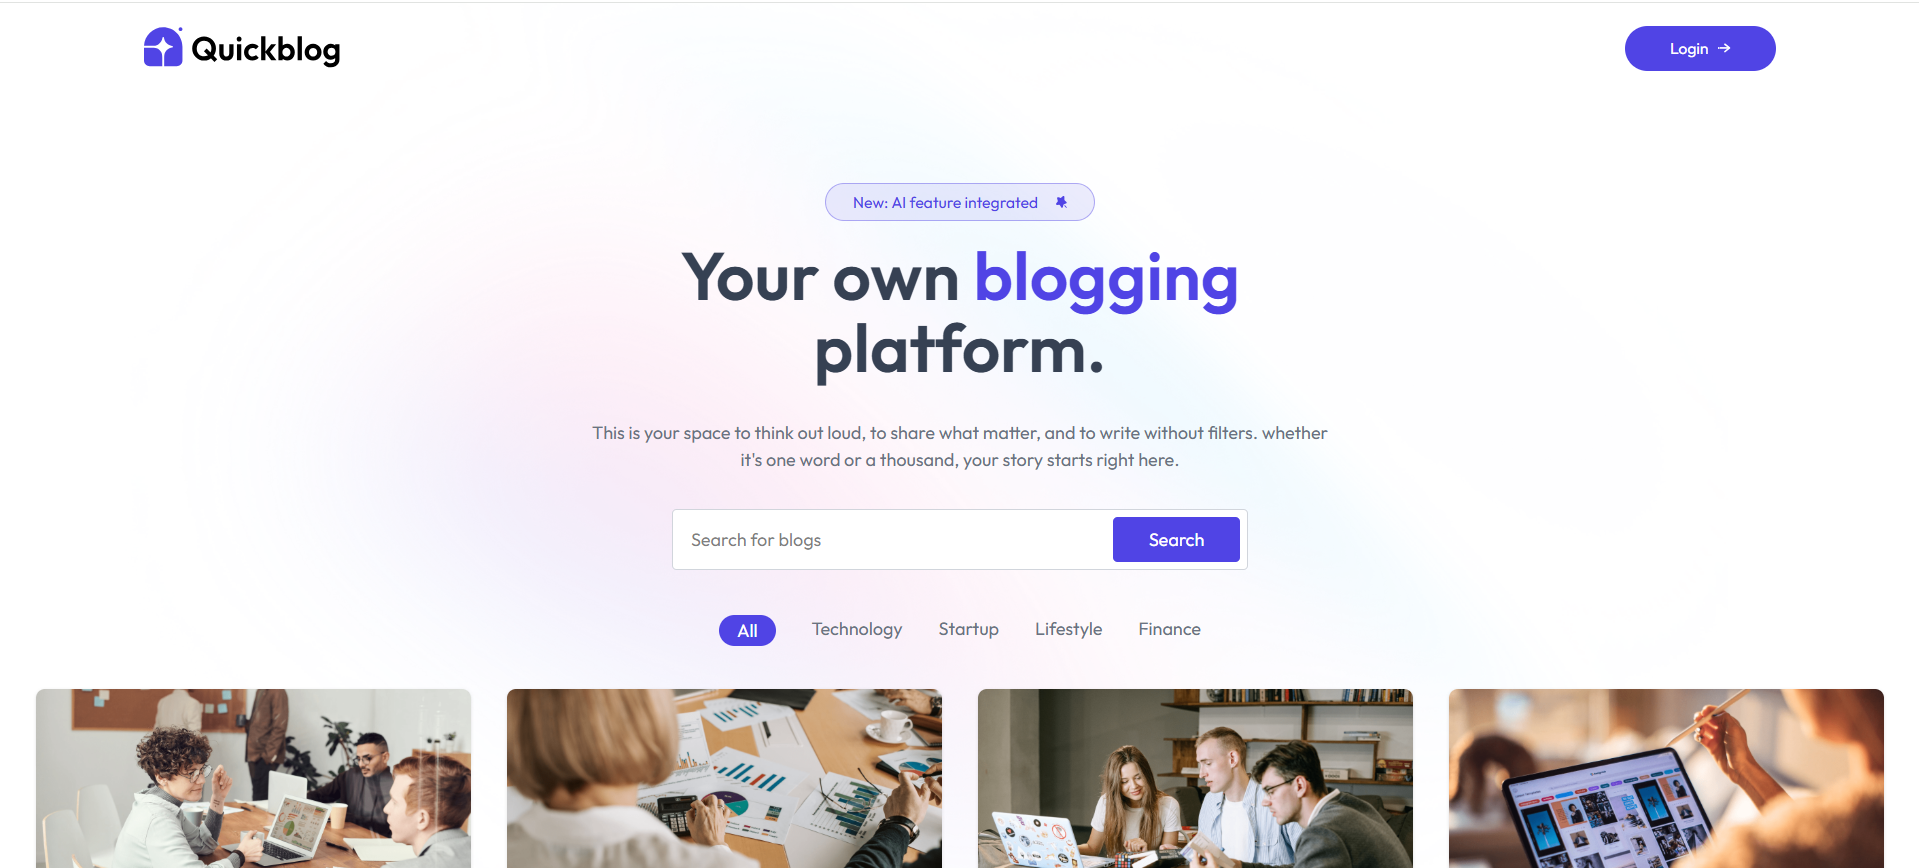 Quickblog
Login →
New: AI feature integrated
Your own blogging
platform.
This is your space to think out loud, to share what matter, and to write without filters. whether
it's one word or a thousand, your story starts right here.
Search for blogs
Search
All
Technology
Startup
Lifestyle
Finance